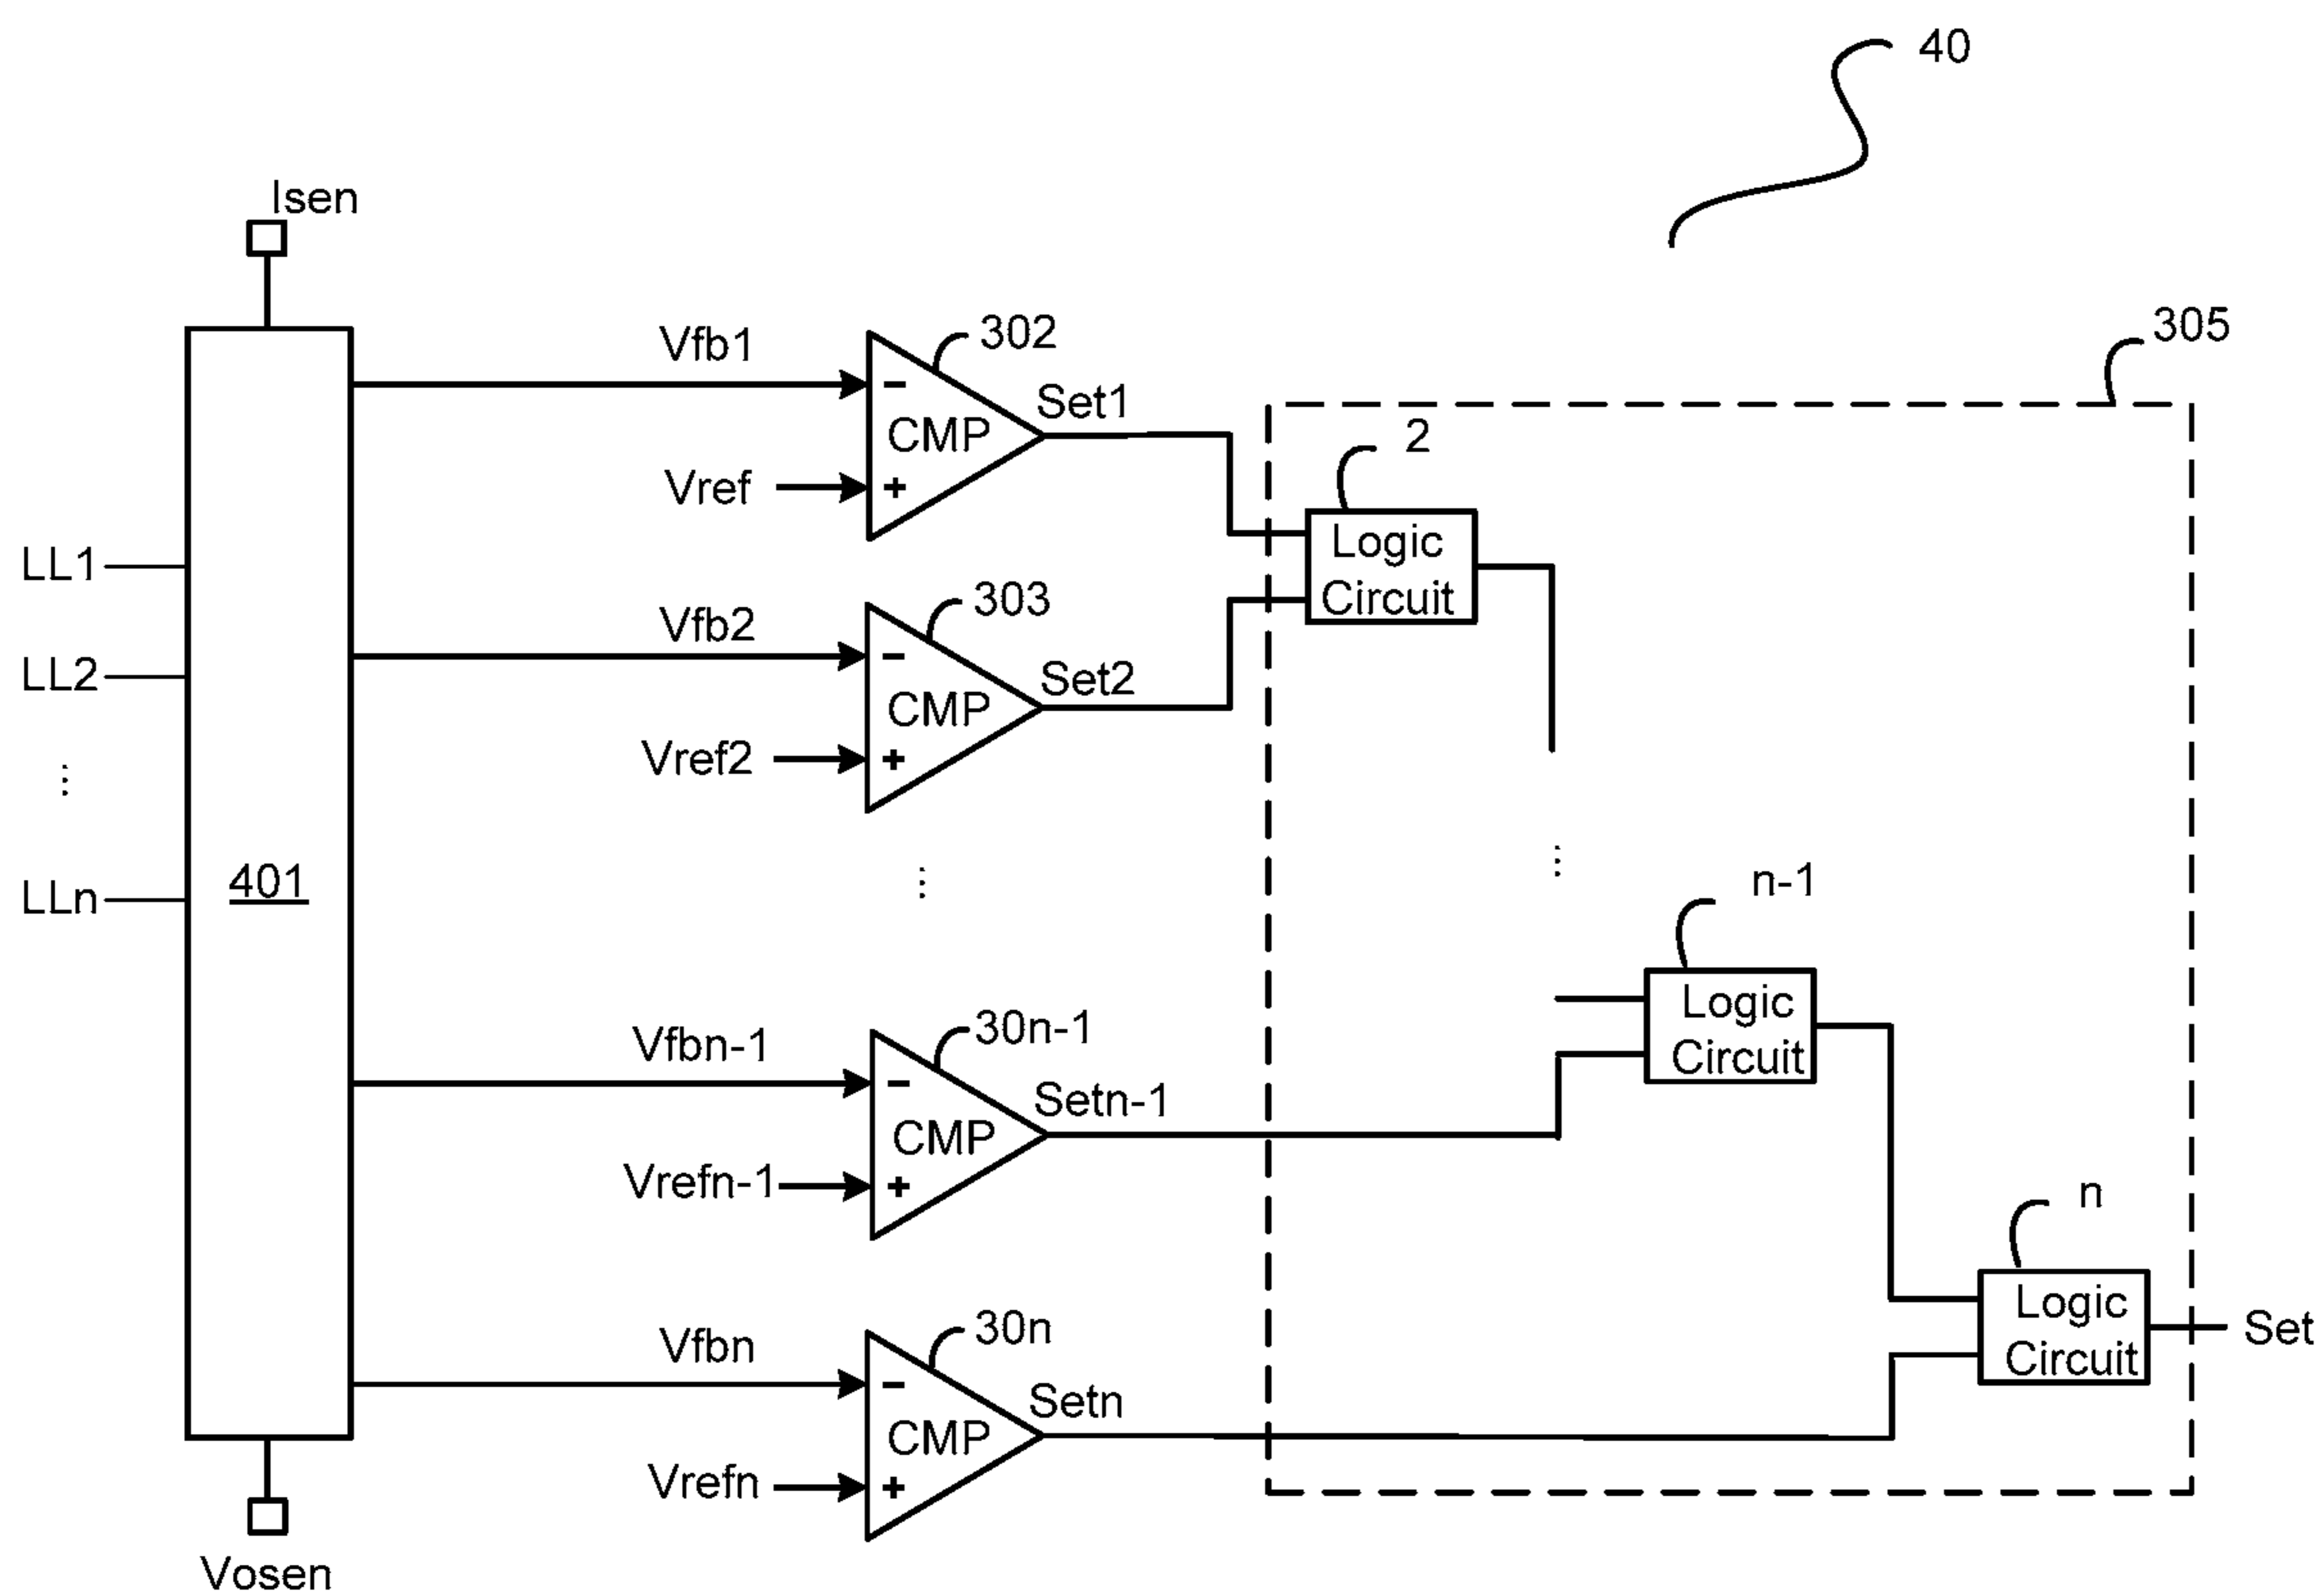 40
Isen
305
Vfb1
302
Set1
CMP
Vref
2
Logic
Circuit
LL1
Vfb2
303
Set2
LL2
CMP
Vref2
⋮
⋮
⋮
401
LLn
n-1
Logic
Circuit
Vfbn-1
30n-1
Setn-1
CMP
Vrefn-1
n
Logic
Circuit
Set
Vfbn
30n
Setn
CMP
Vrefn
Vosen